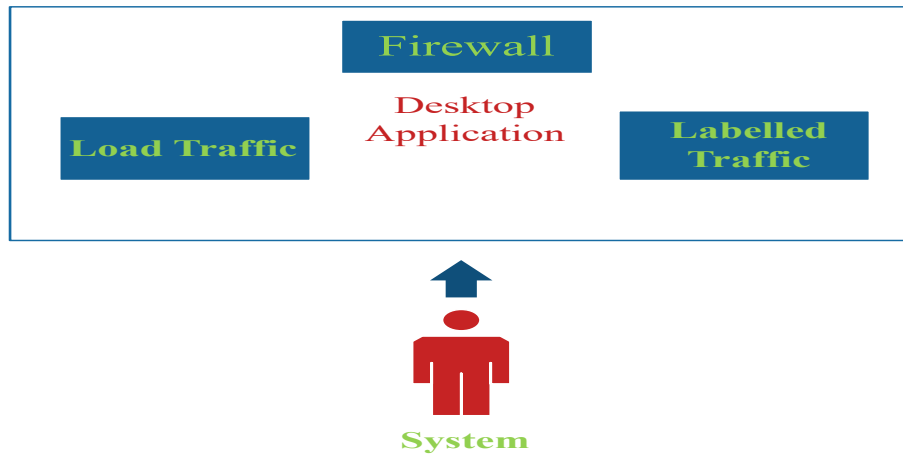 Firewall
Desktop
Application
Load Traffic
Labelled
Traffic
System